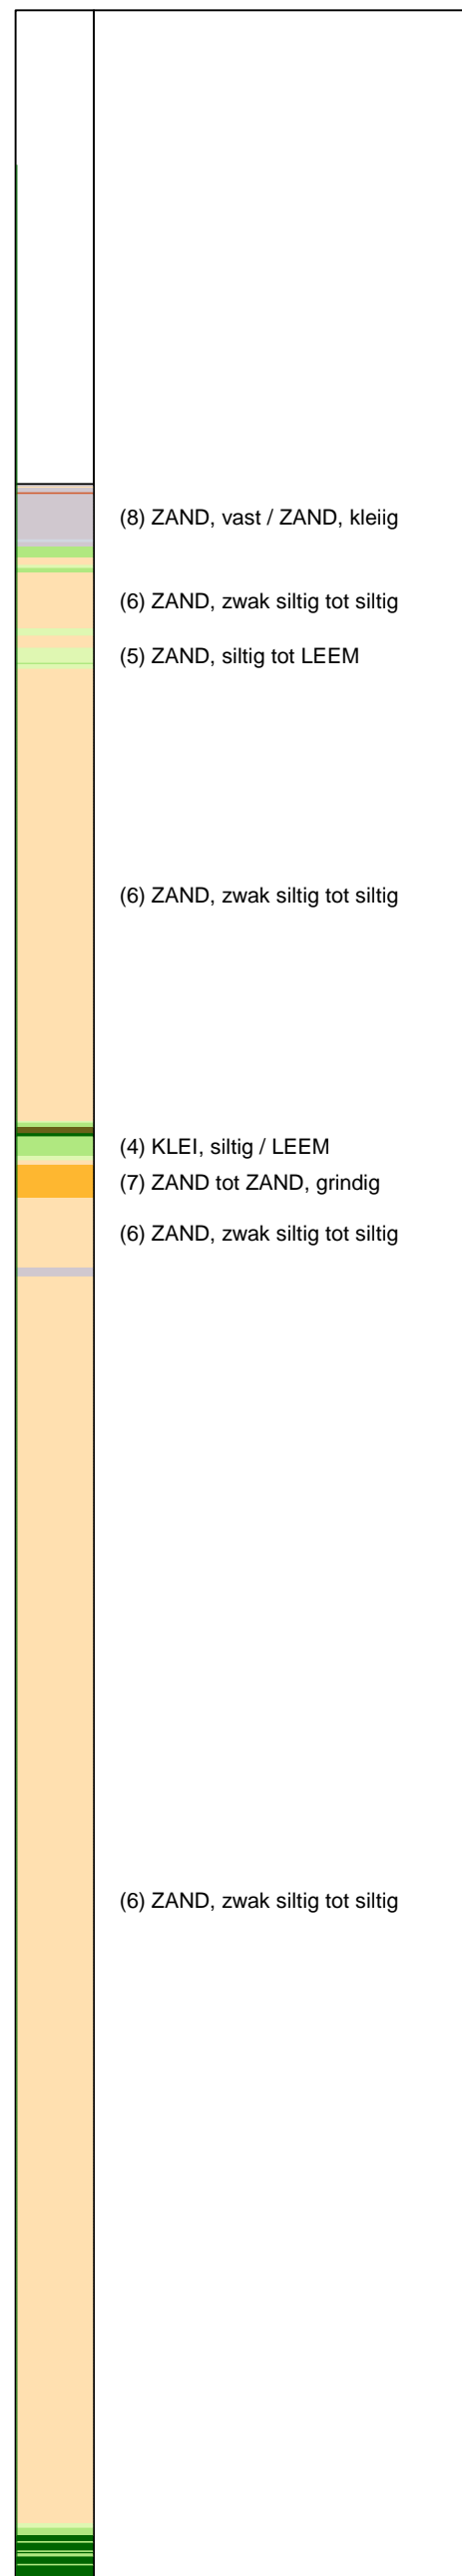 (8) ZAND, vast / ZAND, kleiig
(6) ZAND, zwak siltig tot siltig
(5) ZAND, siltig tot LEEM
(6) ZAND, zwak siltig tot siltig
(4) KLEI, siltig / LEEM
(7) ZAND tot ZAND, grindig
(6) ZAND, zwak siltig tot siltig
(6) ZAND, zwak siltig tot siltig